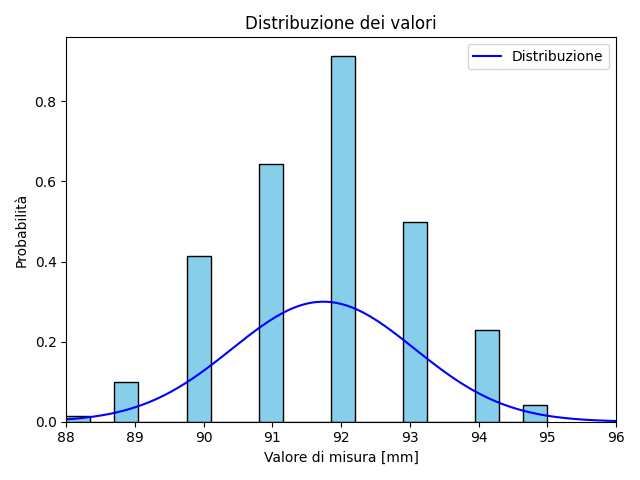 Distribuzione dei valori
Distribuzione
Probabilità
0.8
0.6
0.4
0.2
0.0
88 89 90 91 92 93 94 95 96
Valore di misura [mm]